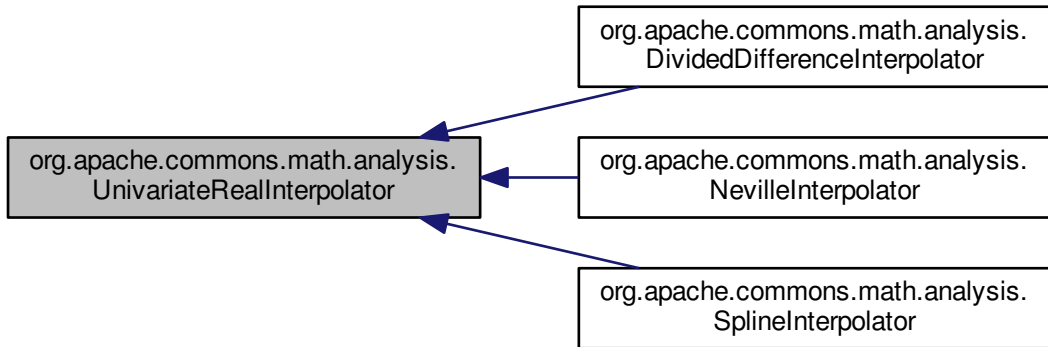 org.apache.commons.math.analysis.
DividedDifferenceInterpolator
org.apache.commons.math.analysis.
UnivariateRealInterpolator
org.apache.commons.math.analysis.
NevilleInterpolator
org.apache.commons.math.analysis.
SplineInterpolator